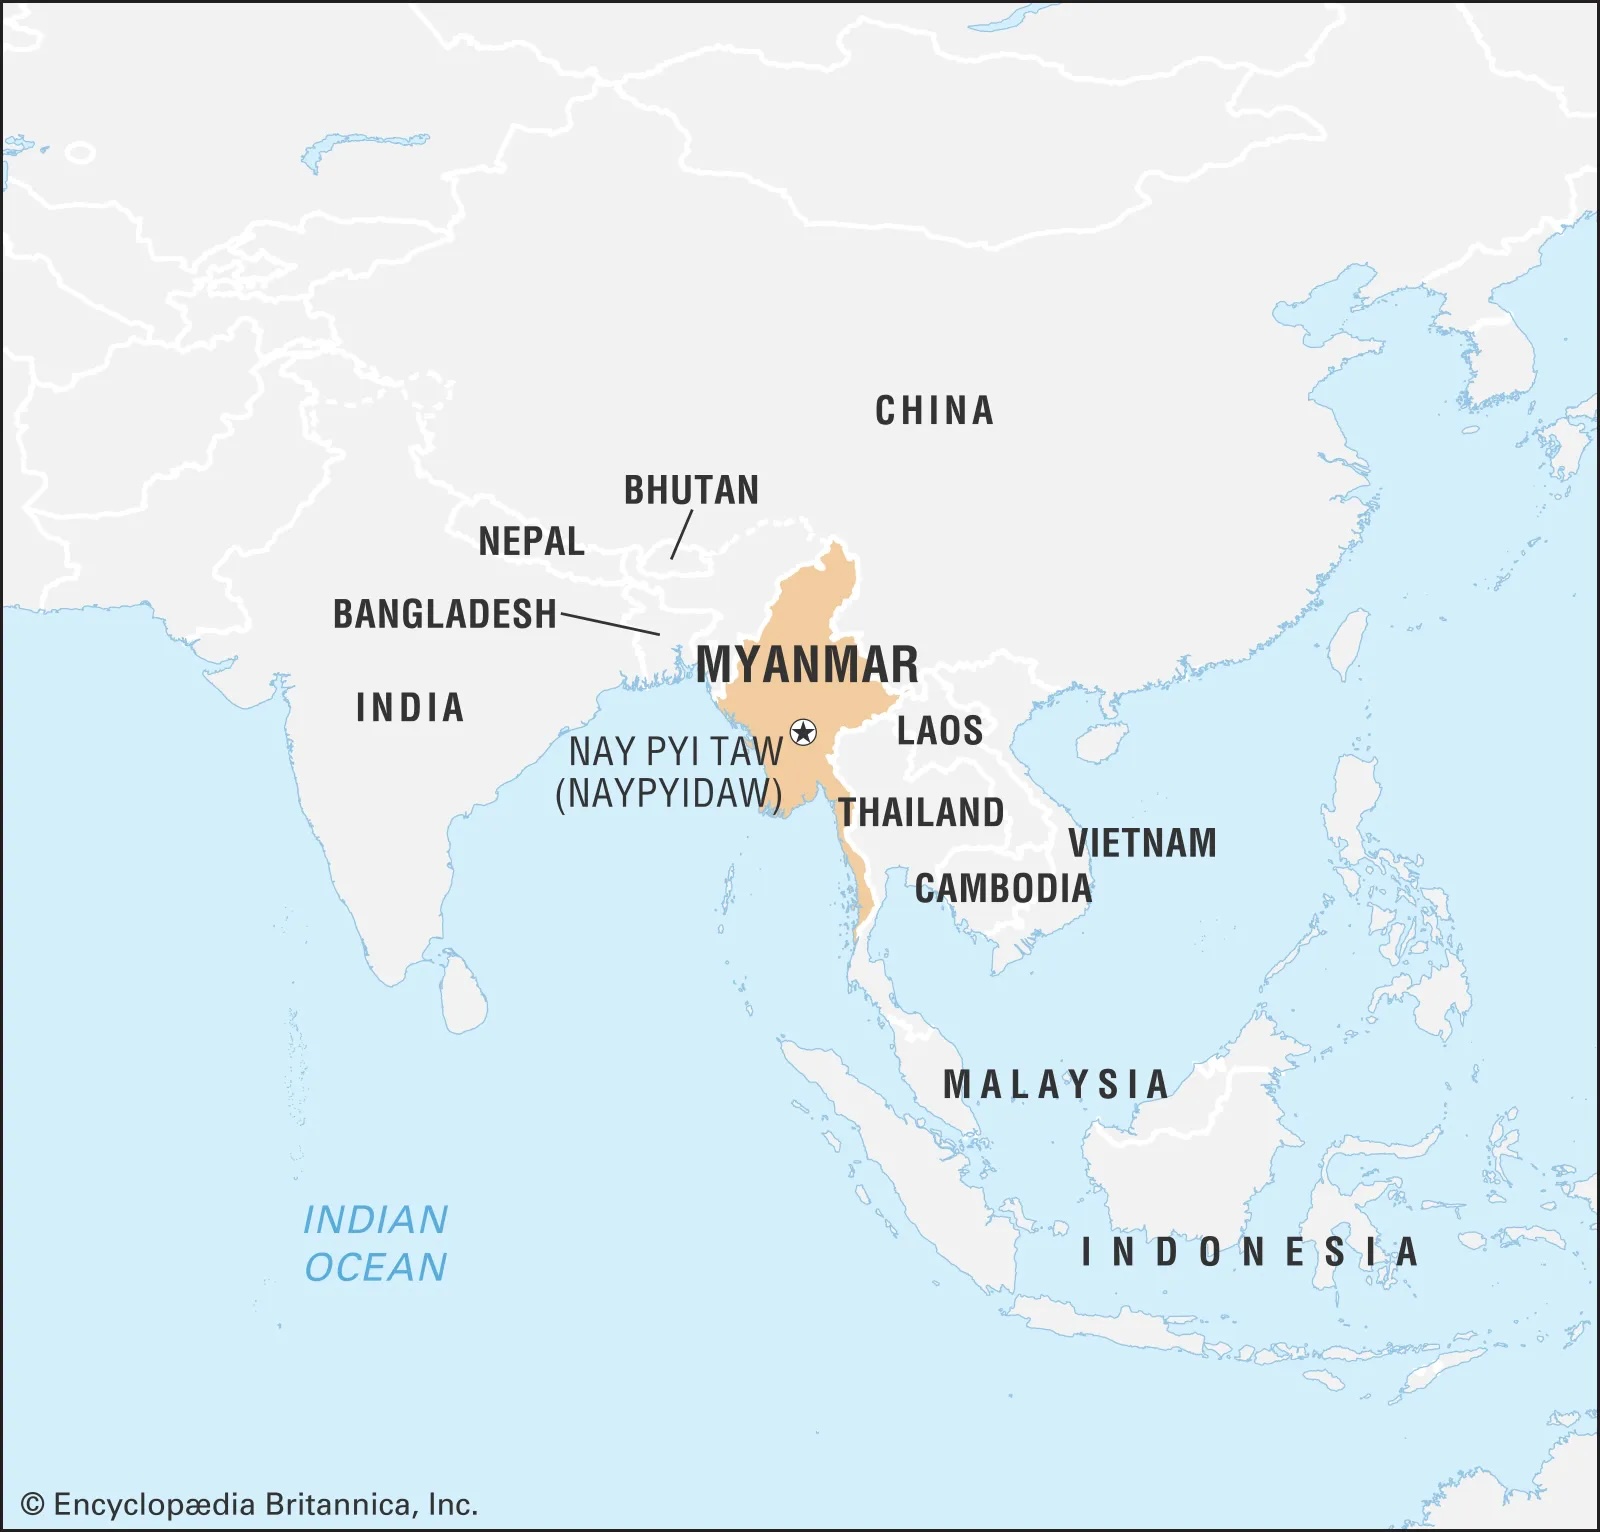 CHINA
BHUTAN
NEPAL
BANGLADESH
MYANMAR
INDIA
LAOS
NAY PYI TAW
(NAYPYIDAW)
THAILAND
VIETNAM
CAMBODIA
MALAYSIA
INDIAN
OCEAN
INDONESIA
© Encyclopædia Britannica, Inc.